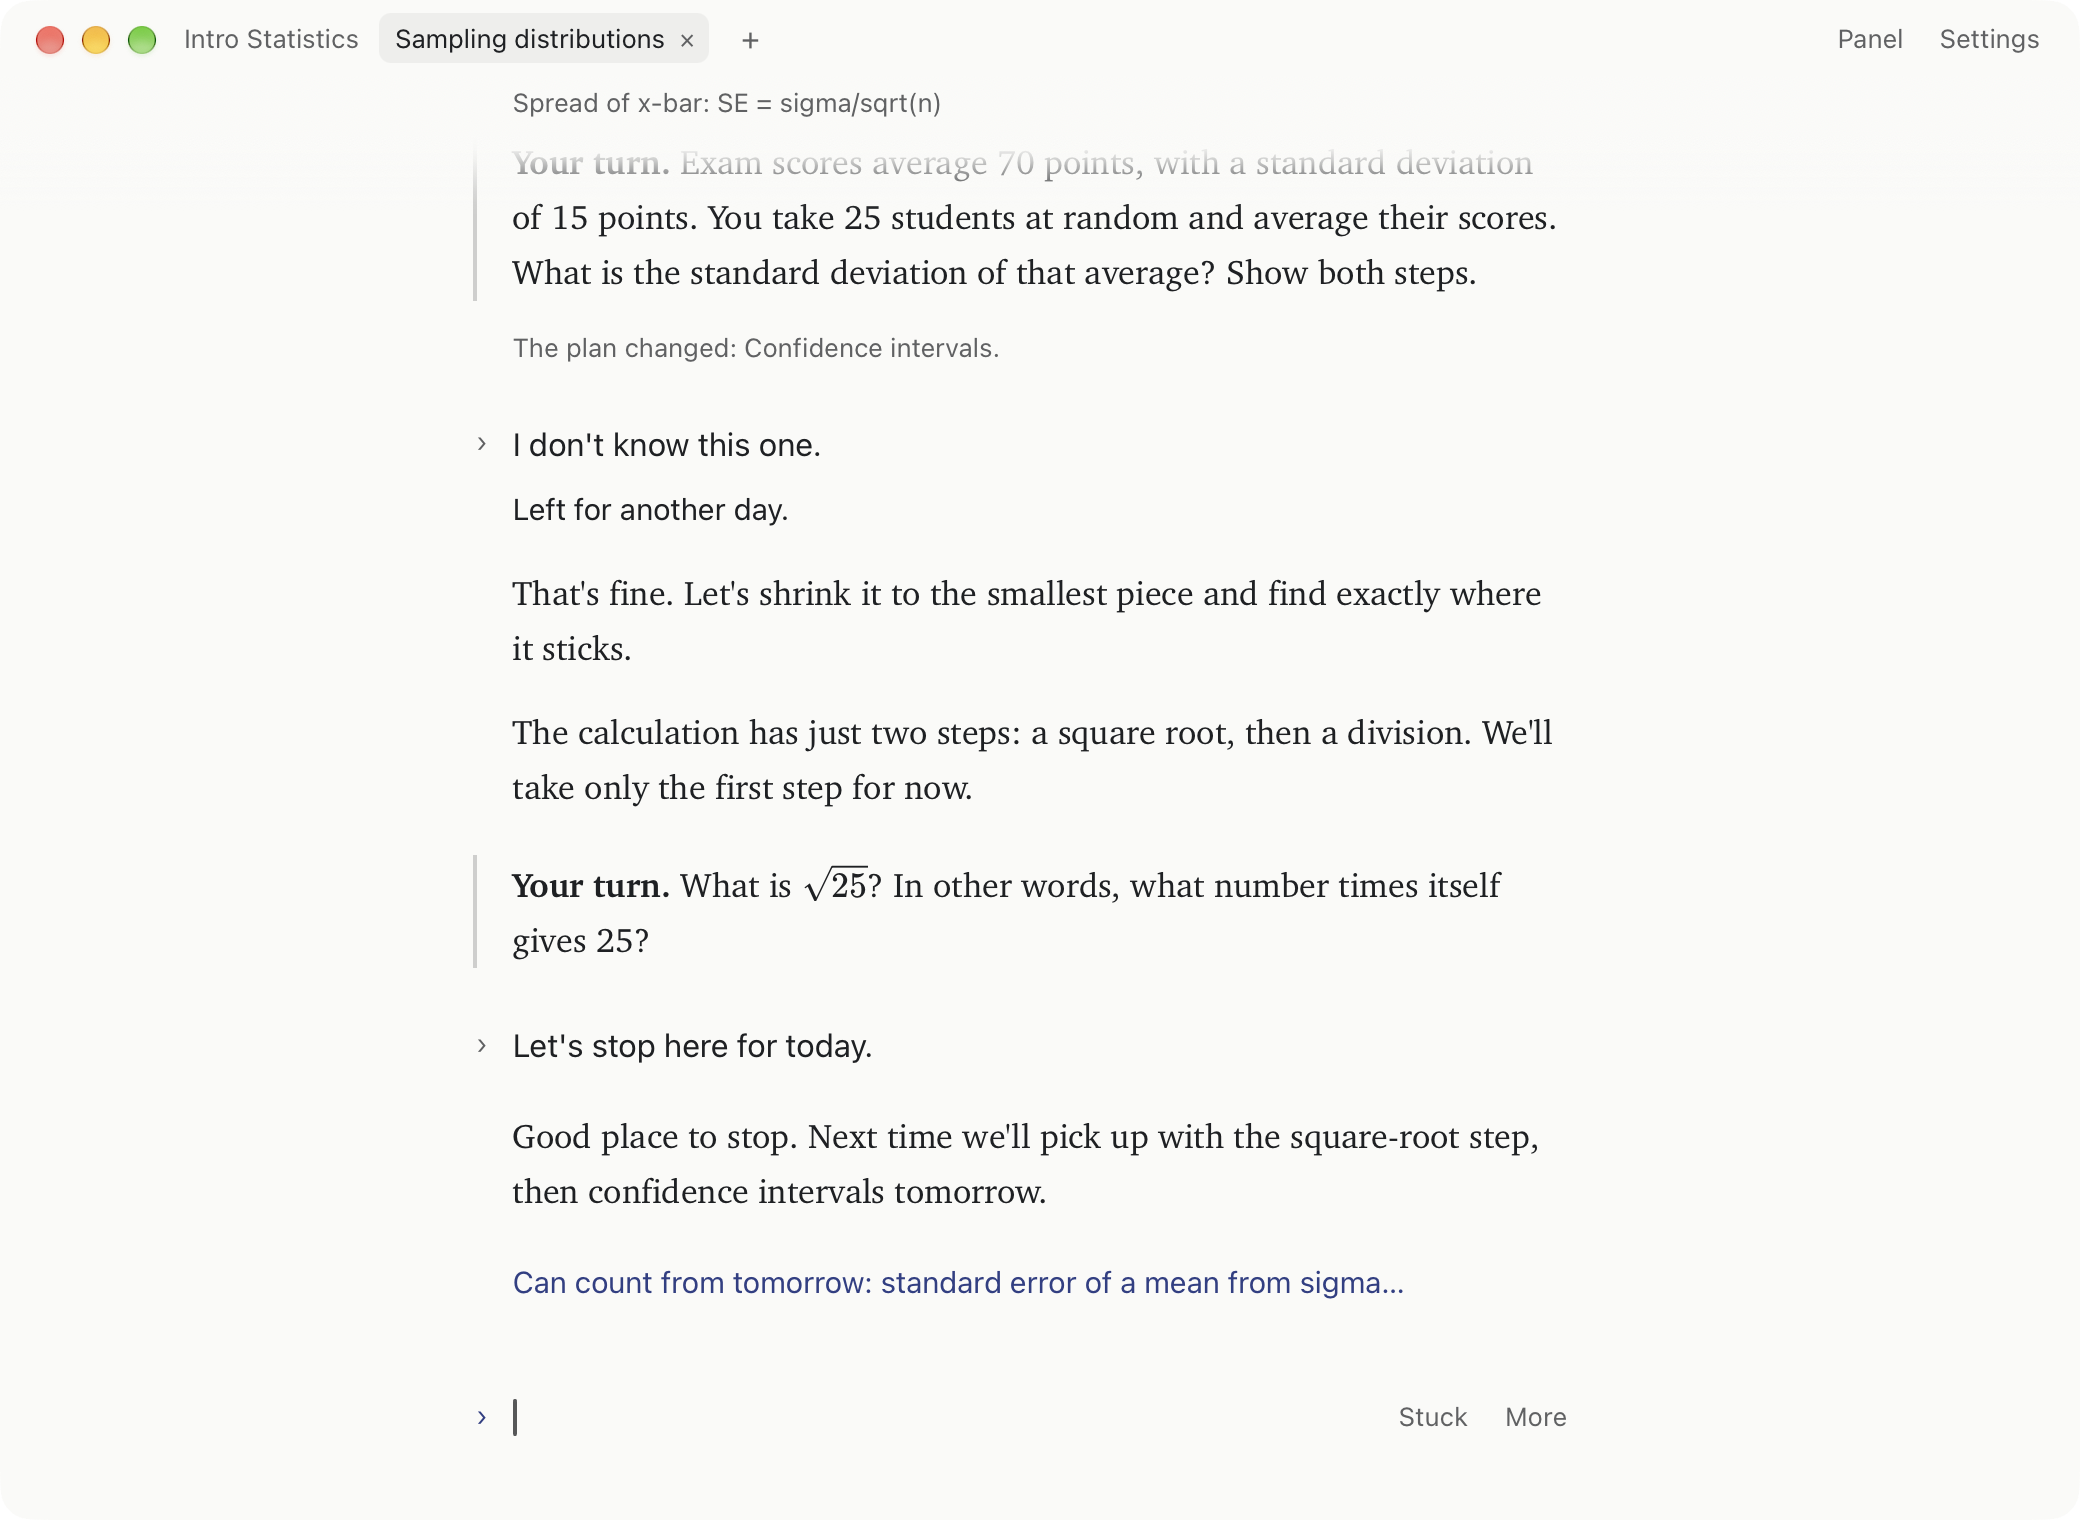 Intro Statistics
Sampling distributions ×
+
Panel
Settings
Spread of x-bar: SE = sigma/sqrt(n)
Your turn. Exam scores average 70 points, with a standard deviation
of 15 points. You take 25 students at random and average their scores.
What is the standard deviation of that average? Show both steps.
The plan changed: Confidence intervals.
› I don't know this one.
Left for another day.
That's fine. Let's shrink it to the smallest piece and find exactly where
it sticks.
The calculation has just two steps: a square root, then a division. We'll
take only the first step for now.
Your turn. What is √25? In other words, what number times itself
gives 25?
› Let's stop here for today.
Good place to stop. Next time we'll pick up with the square-root step,
then confidence intervals tomorrow.
Can count from tomorrow: standard error of a mean from sigma...
›
Stuck
More